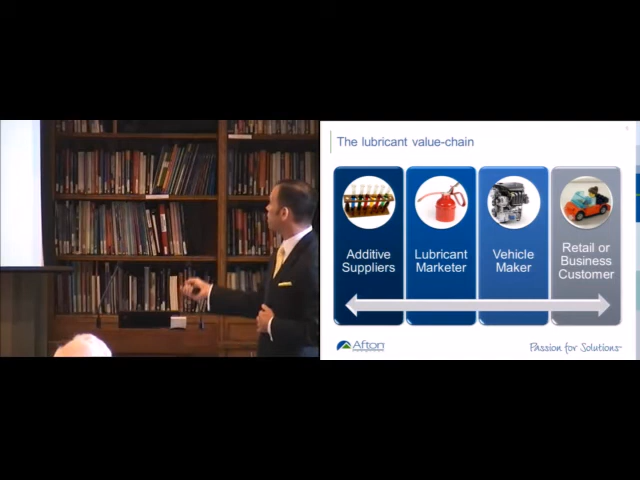 The lubricant value-chain
Additive
Suppliers
Lubricant
Marketer
Vehicle
Maker
Retail or
Business
Customer
Afton
Passion for Solutions